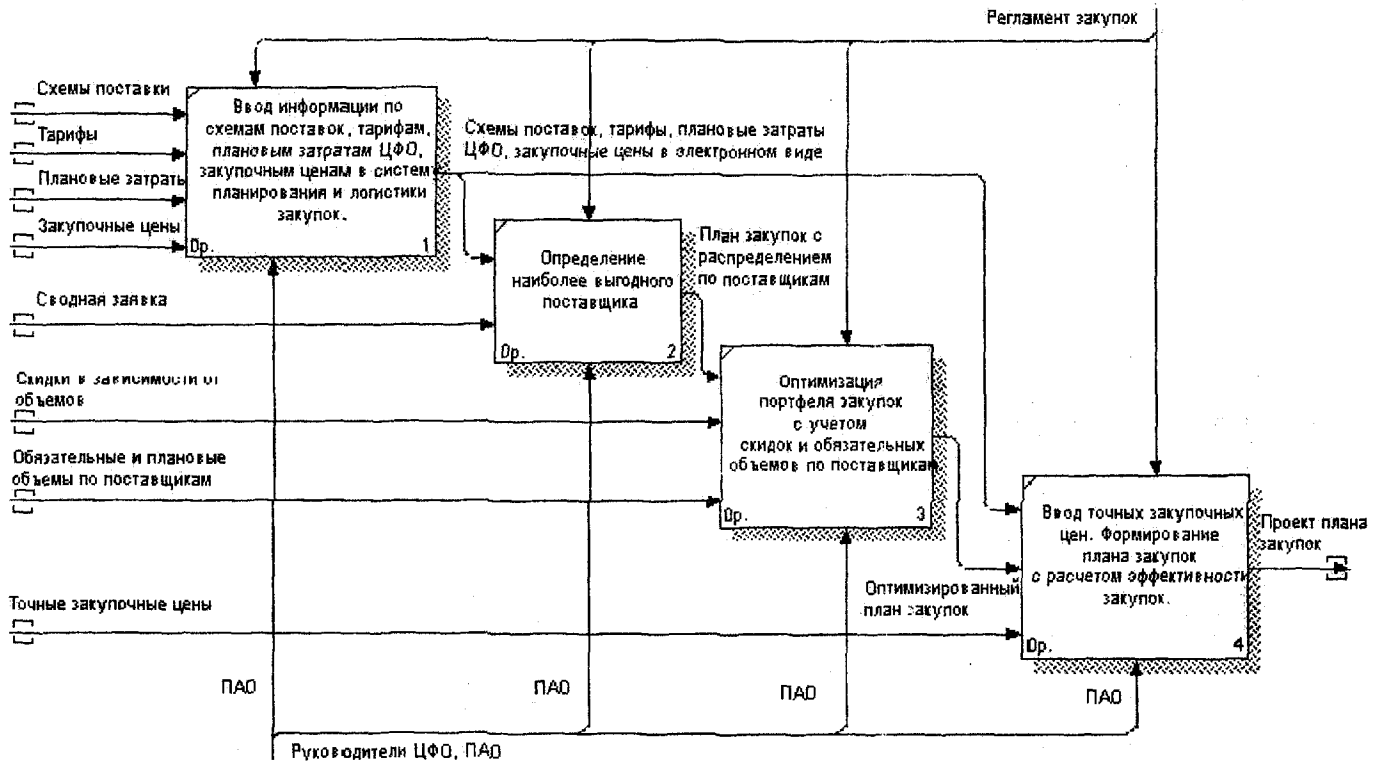 Регламент закупок
Схемы поставки
Тарифы
Плановые затраты
Закупочные цены
Ввод информации по
схемам поставок, тарифам,
плановым затратам ЦФО,
закупочным ценам в систем
планирования и логистики
закупок.
0р.
1
Схемы поставок, тарифы, плановые затраты
ЦФО, закупочные цены в электронном виде
Сводная заявка
Определение
наиболее выгодного
поставщика
0р.
2
План закупок с
распределением
по поставщикам
Скидки в зависимости от
объемов
Обязательные и плановые
объемы по поставщикам
Оптимизация
портфеля закупок
с учетом
скидок и обязательных
объемов по поставщикам
0р.
3
Оптимизированный
план закупок
Точные закупочные цены
Ввод точных закупочных
цен. Формирование
плана закупок
с расчетом эффективности
закупок.
0р.
4
Проект плана
закупок
ПАО
ПАО
ПАО
ПАО
Руководители ЦФО, ПАО